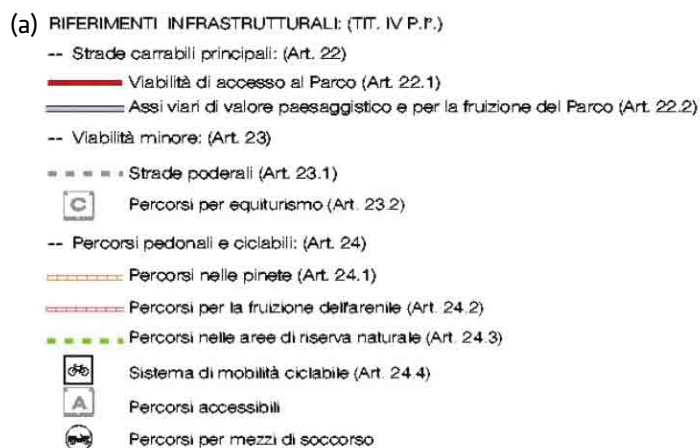 (a) RIFERIMENTI INFRASTRUTTURALI: (TIT. IV P.P.)
-- Strade carrabili principali: (Art. 22)
Viabilità di accesso al Parco (Art. 22.1)
Assi viari di valore paesaggistico e per la fruizione del Parco (Art. 22.2)
-- Viabilità minore: (Art. 23)
Strade poderali (Art. 23.1)
C Percorsi per equiturismo (Art. 23.2)
-- Percorsi pedonali e ciclabili: (Art. 24)
Percorsi nelle pinete (Art. 24.1)
Percorsi per la fruizione dell'arenile (Art. 24.2)
Percorsi nelle aree di riserva naturale (Art. 24.3)
Sistema di mobilità ciclabile (Art. 24.4)
A Percorsi accessibili
Percorsi per mezzi di soccorso